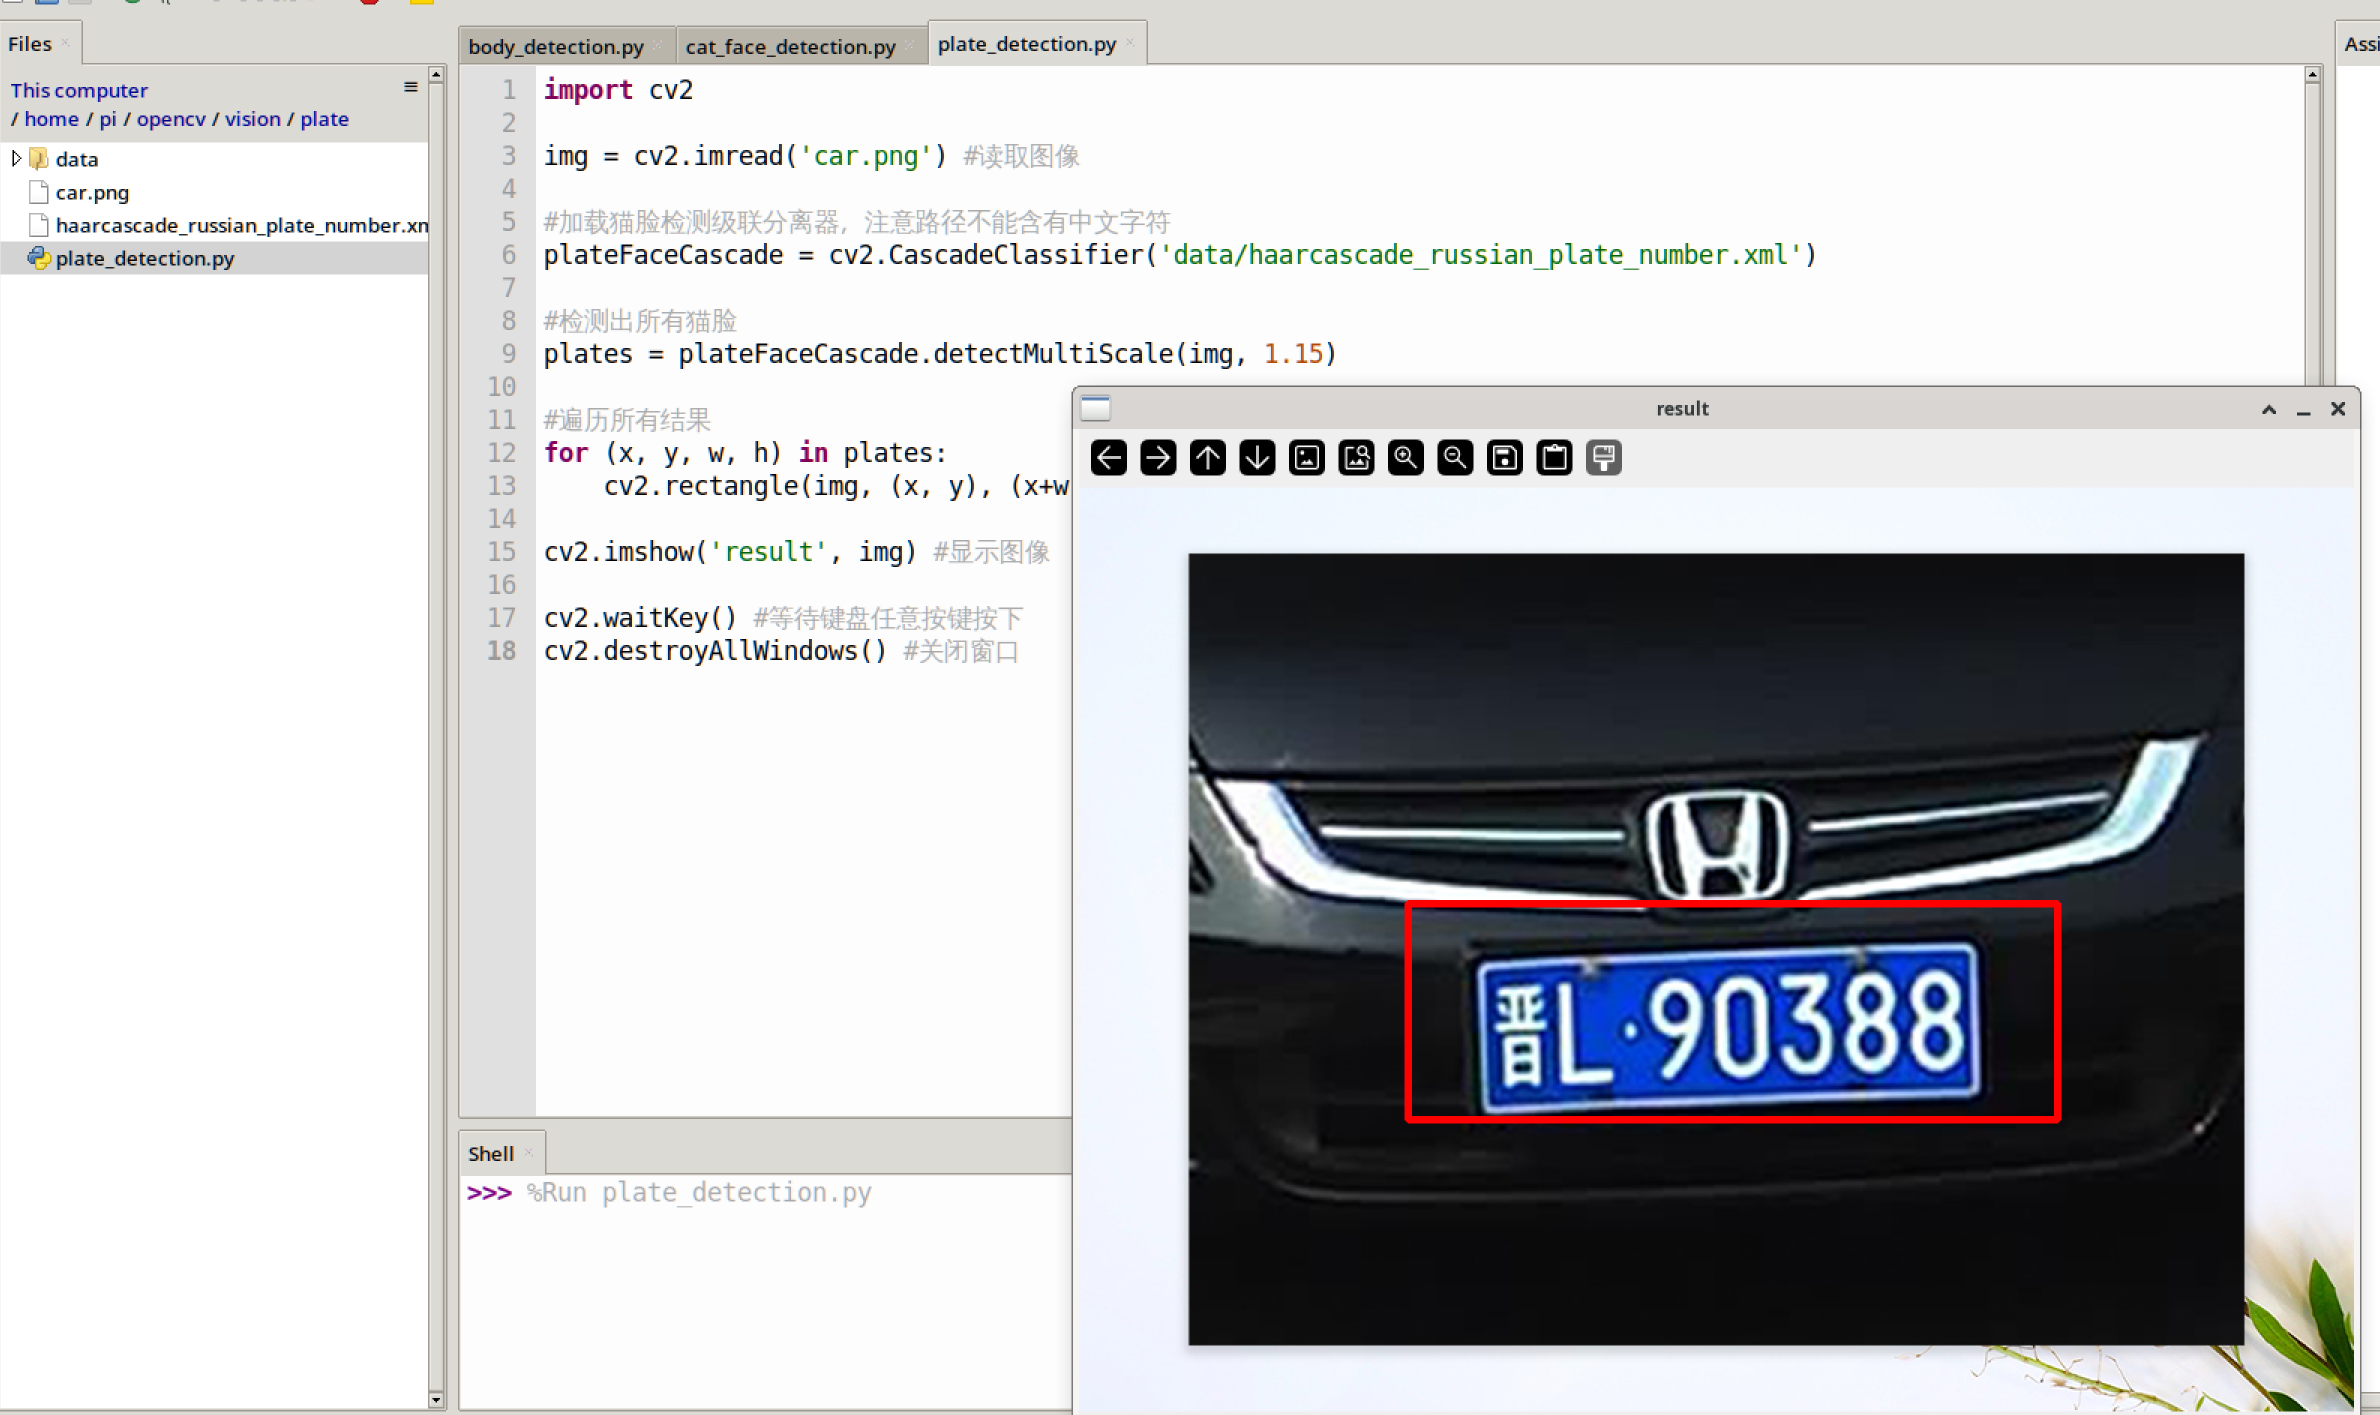 Files
This computer
/ home / pi / opencv / vision / plate
data
car.png
haarcascade_russian_plate_number.xm
plate_detection.py
body_detection.py
cat_face_detection.py
plate_detection.py
Assi
1 import cv2
2
3 img = cv2.imread('car.png') #读取图像
4
5 #加载猫脸检测级联分离器，注意路径不能含有中文字符
6 plateFaceCascade = cv2.CascadeClassifier('data/haarcascade_russian_plate_number.xml')
7
8 #检测出所有猫脸
9 plates = plateFaceCascade.detectMultiScale(img, 1.15)
10
11 #遍历所有结果
12 for (x, y, w, h) in plates:
13 cv2.rectangle(img, (x, y), (x+w
14
15 cv2.imshow('result', img) #显示图像
16
17 cv2.waitKey() #等待键盘任意按键按下
18 cv2.destroyAllWindows() #关闭窗口
Shell
>>> %Run plate_detection.py
result
晋L·90388